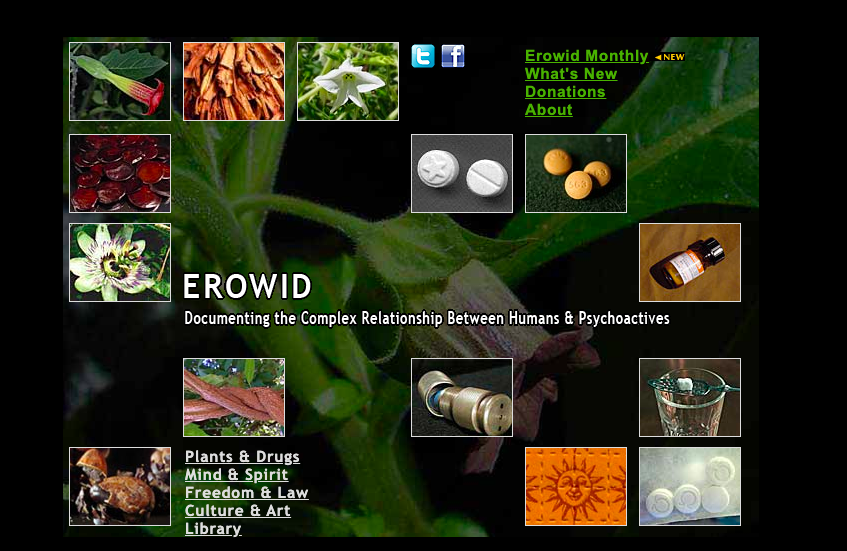 Erowid Monthly NEW
What's New
Donations
About
EROWID
Documenting the Complex Relationship Between Humans & Psychoactives
Plants & Drugs
Mind & Spirit
Freedom & Law
Culture & Art
Library